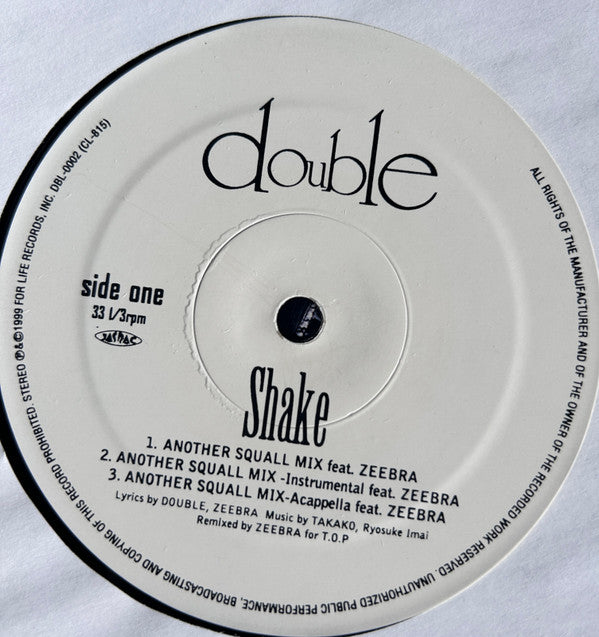 double
side one
33 1/3rpm
Shake
1. ANOTHER SQUALL MIX feat. ZEEBRA
2. ANOTHER SQUALL MIX -Instrumental feat. ZEEBRA
3. ANOTHER SQUALL MIX-Acappella feat. ZEEBRA
Lyrics by DOUBLE, ZEEBRA Music by TAKAKO, Ryosuke Imai
Remixed by ZEEBRA for T.O.P
ALL RIGHTS OF THE MANUFACTURER AND OF THE OWNER OF THE RECORDED WORK RESERVED. UNAUTHORIZED PUBLIC PERFORMANCE, BROADCASTING AND COPYING OF THIS RECORD PROHIBITED. STEREO ℗&©1999 FOR LIFE RECORDS, INC. DBL-0002 (CL-815)